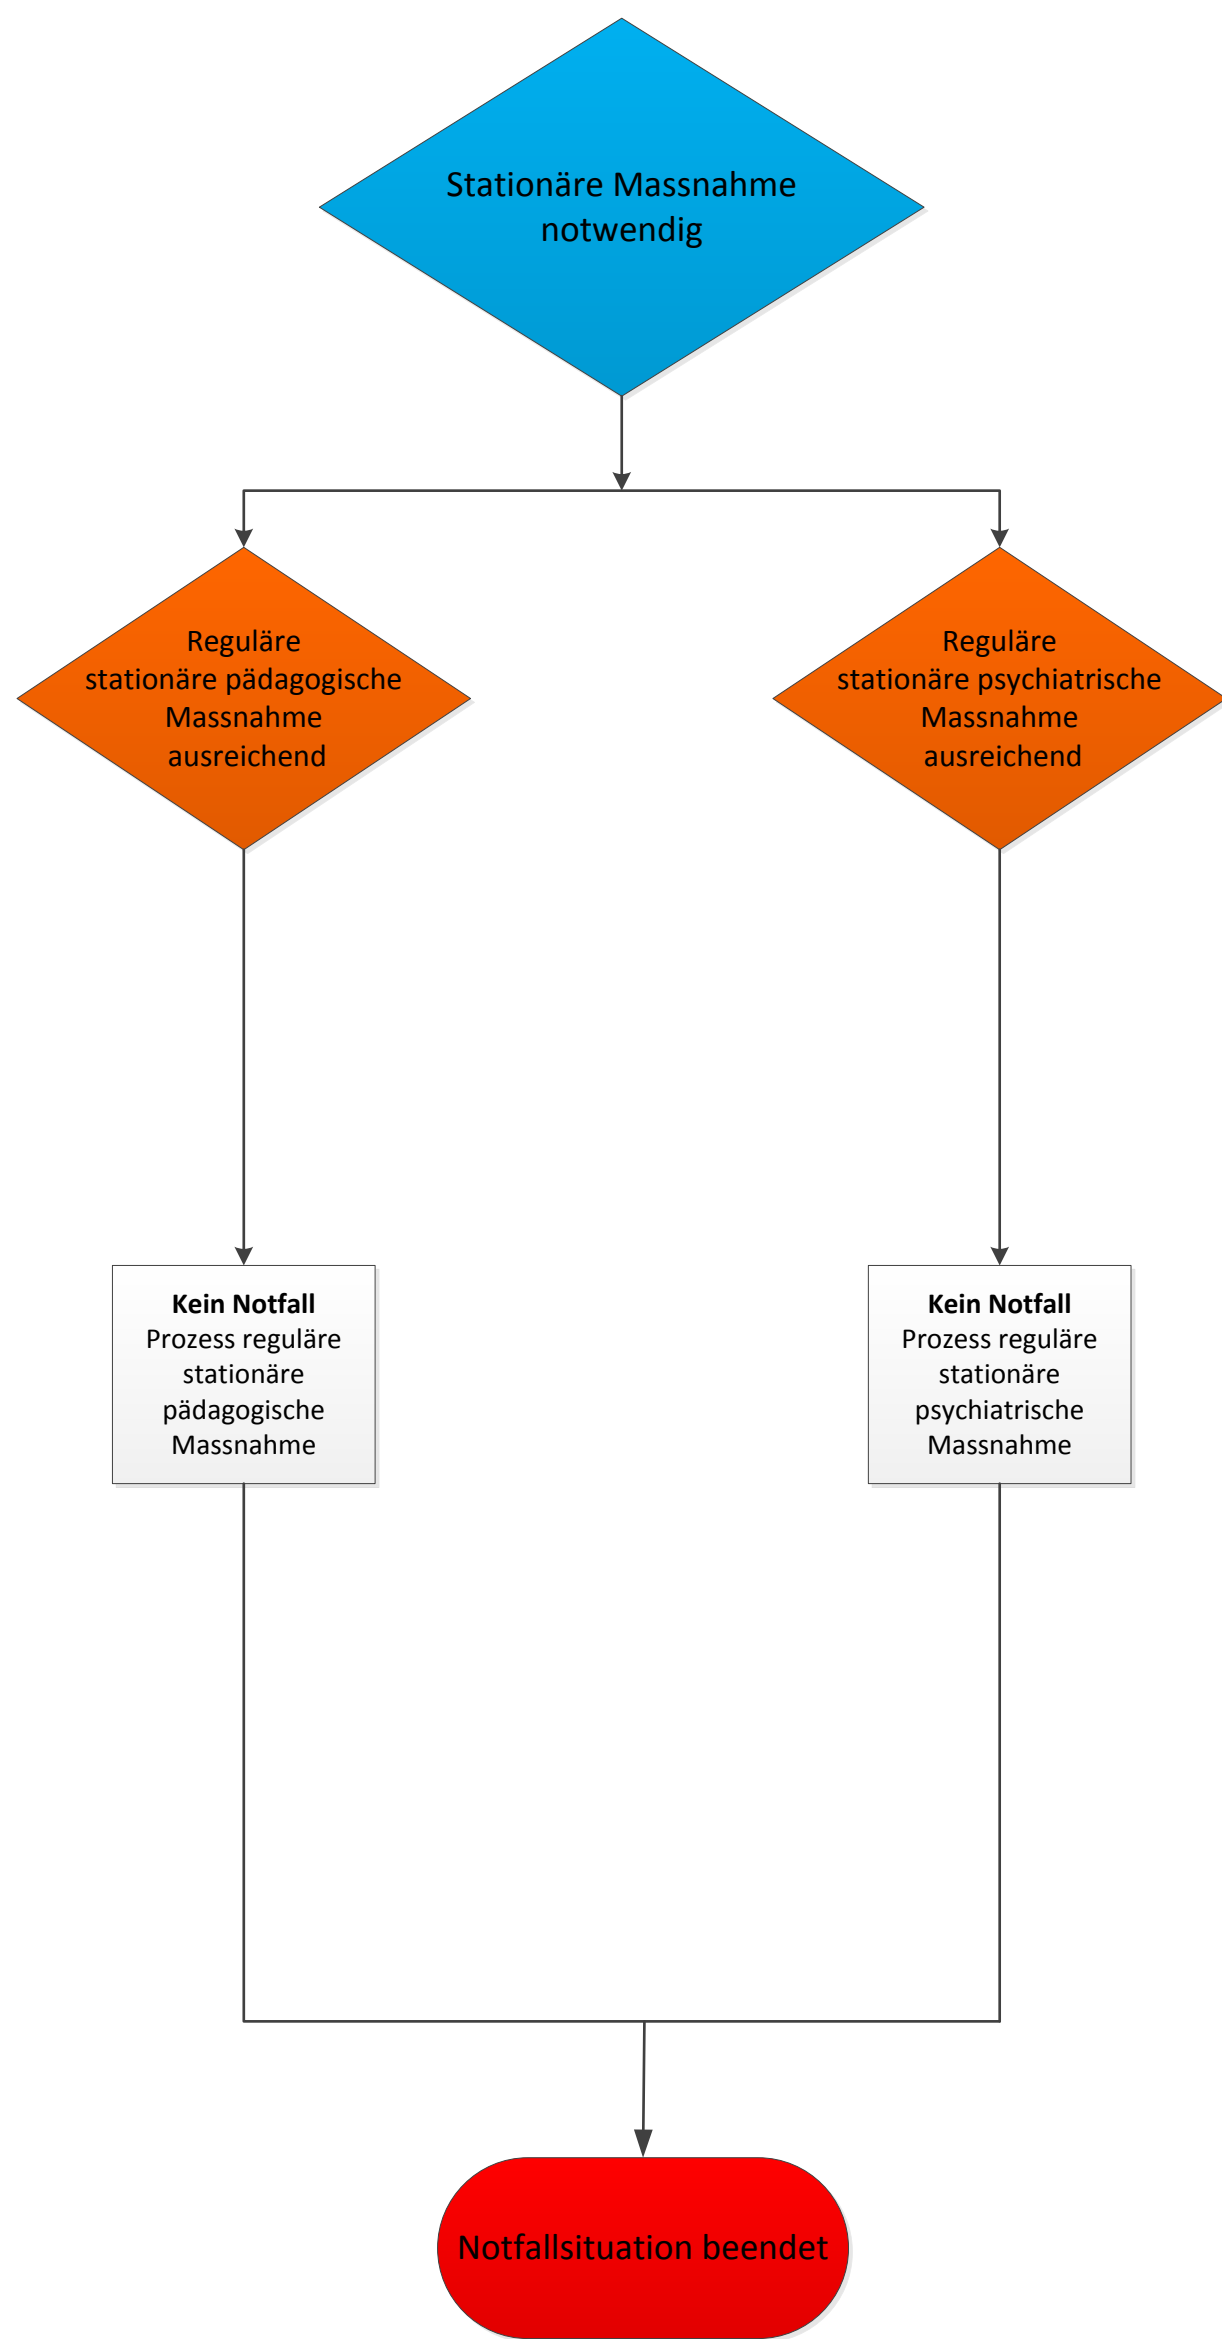 Stationäre Massnahme
notwendig
Reguläre
stationäre pädagogische
Massnahme
ausreichend
Reguläre
stationäre psychiatrische
Massnahme
ausreichend
Kein Notfall
Prozess reguläre
stationäre
pädagogische
Massnahme
Kein Notfall
Prozess reguläre
stationäre
psychiatrische
Massnahme
Notfallsituation beendet